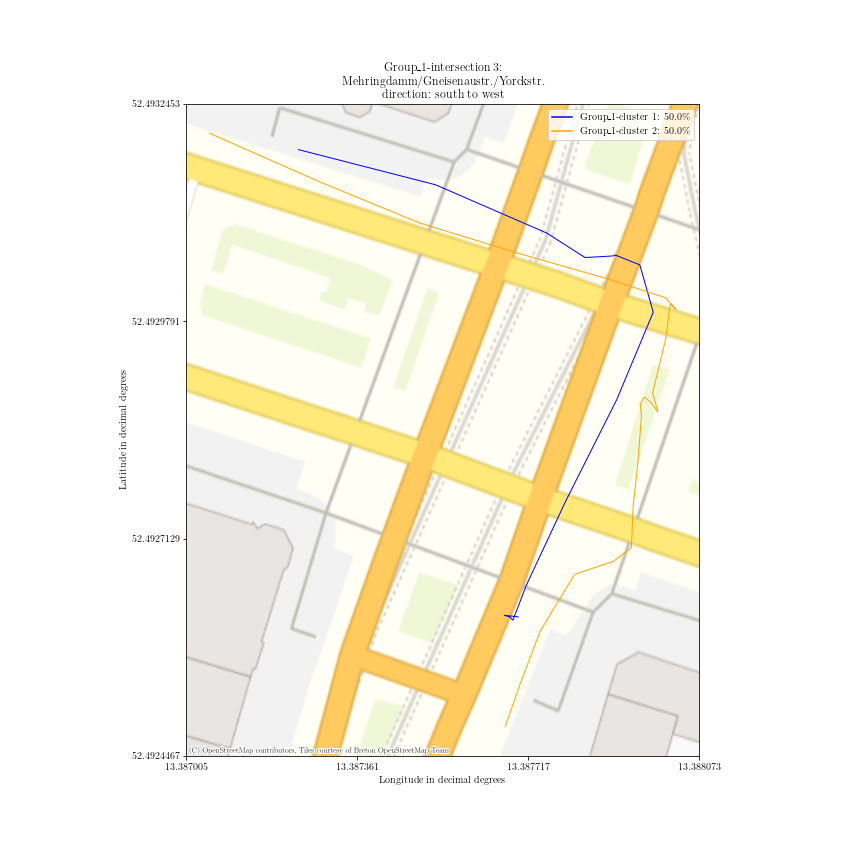 Group_1-intersection 3:
Mehringdamm/Gneisenaustr./Yorckstr.
direction: south to west
52.4932453
Group_1-cluster 1: 50.0%
Group_1-cluster 2: 50.0%
52.4929791
Latitude in decimal degrees
52.4927129
52.4924467
(C) OpenStreetMap contributors, Tiles courtesy of Breton OpenStreetMap Team
13.387005
13.387361
13.387717
13.388073
Longitude in decimal degrees